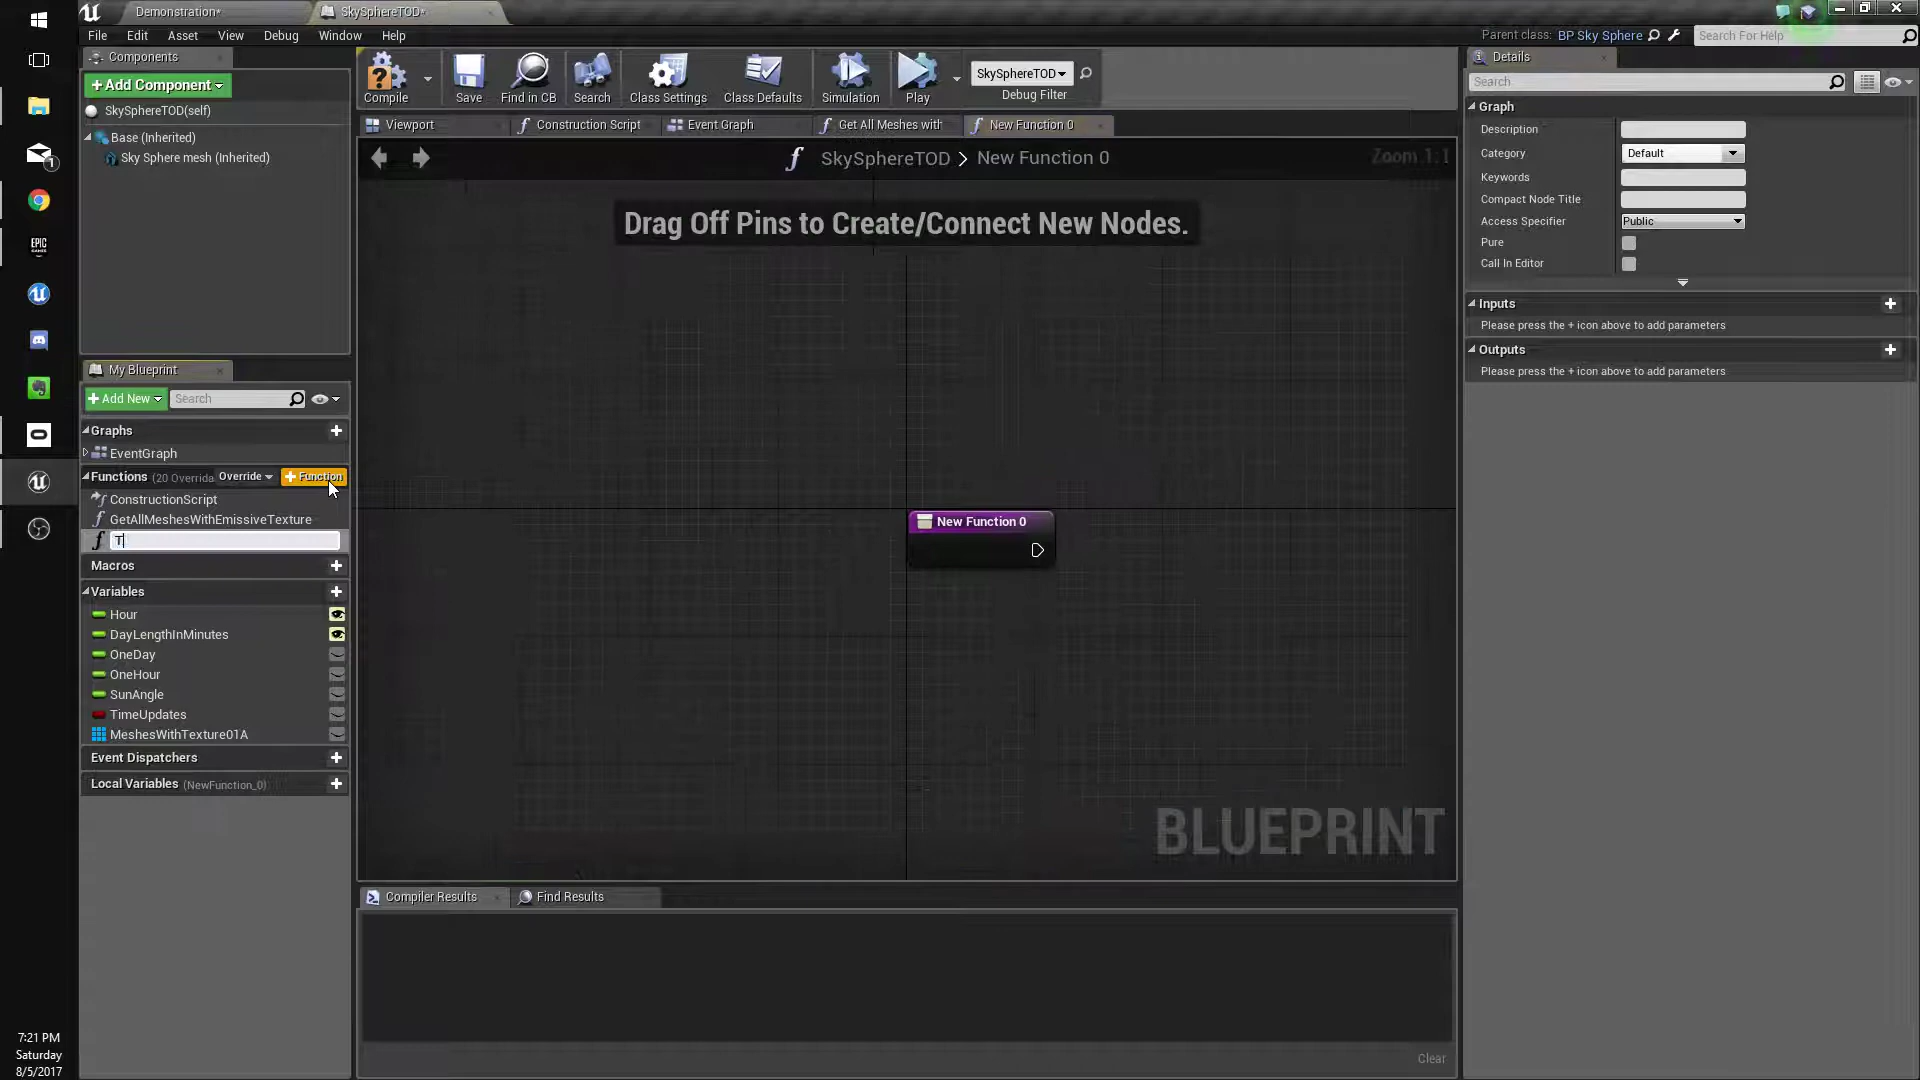 Demonstration*
SkySphereTOD*
File Edit Asset View Debug Window Help
Parent class: BP Sky Sphere
Search For Help
Components
Add Component
SkySphereTOD(self)
Base (Inherited)
Sky Sphere mesh (Inherited)
Compile
Save
Find in CB
Search
Class Settings
Class Defaults
Simulation
Play
SkySphereTOD
Debug Filter
Viewport
Construction Script
Event Graph
Get All Meshes with
New Function 0
SkySphereTOD > New Function 0
Zoom 1:1
Drag Off Pins to Create/Connect New Nodes.
New Function 0
BLUEPRINT
My Blueprint
Add New
Search
Graphs
EventGraph
Functions (20 Overrida Override + Function
ConstructionScript
GetAllMeshesWithEmissiveTexture
T
Macros
Variables
Hour
DayLengthInMinutes
OneDay
OneHour
SunAngle
TimeUpdates
MeshesWithTexture01A
Event Dispatchers
Local Variables (NewFunction_0)
Compiler Results
Find Results
Clear
Details
Search
Graph
Description
Category Default
Keywords
Compact Node Title
Access Specifier Public
Pure
Call In Editor
Inputs
Please press the + icon above to add parameters
Outputs
Please press the + icon above to add parameters
EPIC
GAMES
1
7:21 PM
Saturday
8/5/2017